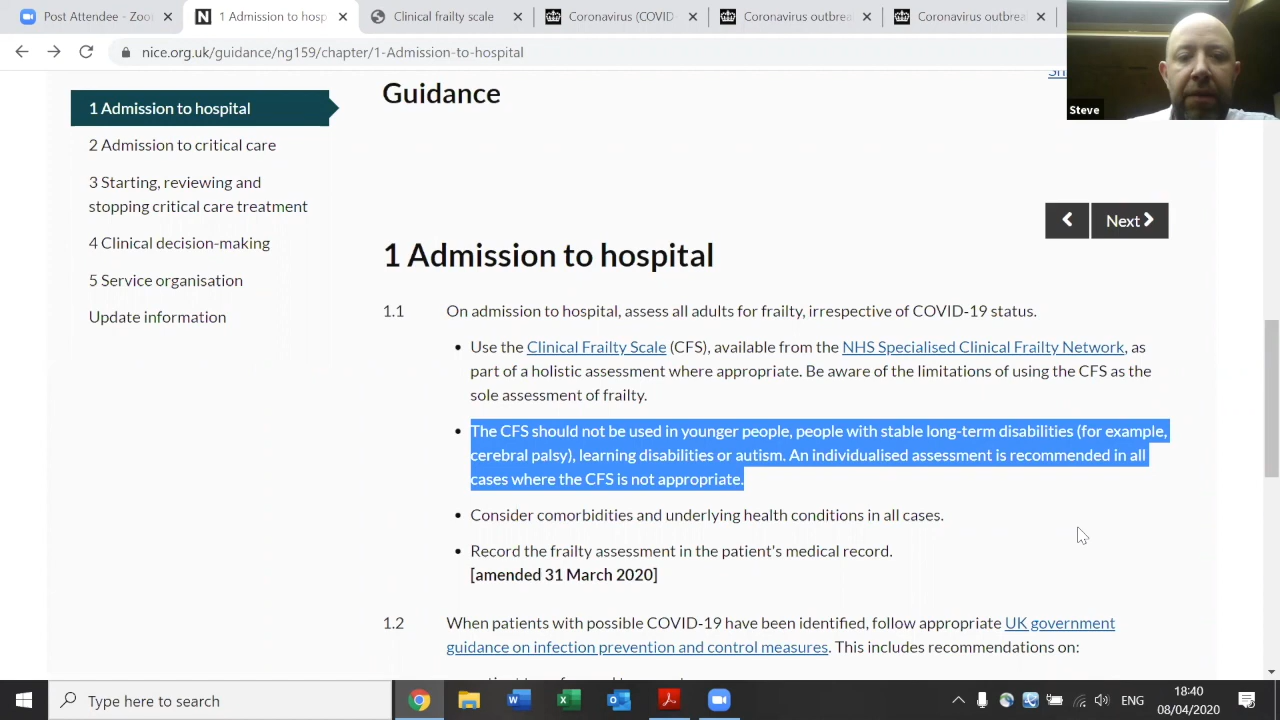 Post Attendee - Zoo
1 Admission to hosp
Clinical frailty scale
Coronavirus (COVID-
Coronavirus outbrea
Coronavirus outbrea
nice.org.uk/guidance/ng159/chapter/1-Admission-to-hospital
Steve
Guidance
1 Admission to hospital
2 Admission to critical care
3 Starting, reviewing and
stopping critical care treatment
4 Clinical decision-making
5 Service organisation
Update information
Next
1 Admission to hospital
1.1 On admission to hospital, assess all adults for frailty, irrespective of COVID-19 status.
• Use the Clinical Frailty Scale (CFS), available from the NHS Specialised Clinical Frailty Network, as
part of a holistic assessment where appropriate. Be aware of the limitations of using the CFS as the
sole assessment of frailty.
• The CFS should not be used in younger people, people with stable long-term disabilities (for example,
cerebral palsy), learning disabilities or autism. An individualised assessment is recommended in all
cases where the CFS is not appropriate.
• Consider comorbidities and underlying health conditions in all cases.
• Record the frailty assessment in the patient's medical record.
[amended 31 March 2020]
1.2 When patients with possible COVID-19 have been identified, follow appropriate UK government
guidance on infection prevention and control measures. This includes recommendations on:
Type here to search
ENG
18:40
08/04/2020